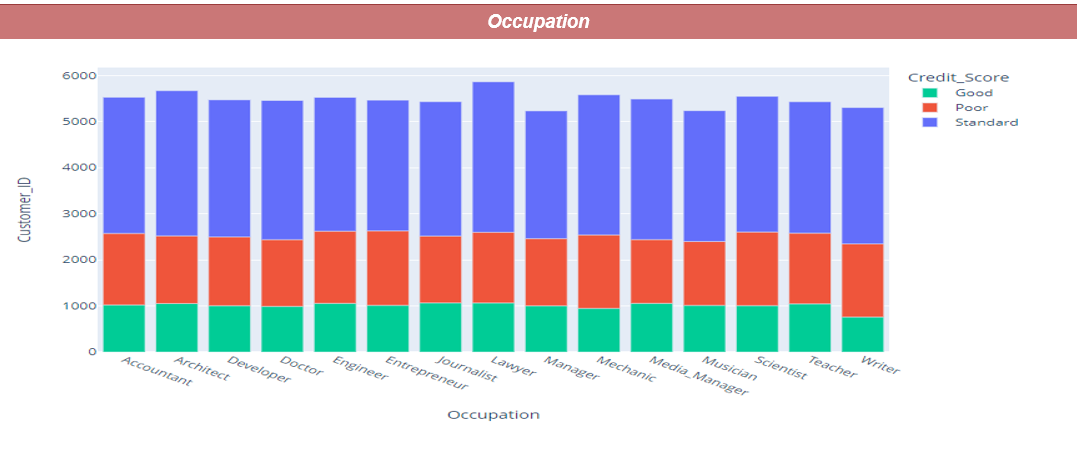 Occupation
Credit_Score
Good
Poor
Standard
Customer_ID
6000
5000
4000
3000
2000
1000
0
Accountant
Architect
Developer
Doctor
Engineer
Entrepreneur
Journalist
Lawyer
Manager
Mechanic
Media_Manager
Musician
Scientist
Teacher
Writer
Occupation